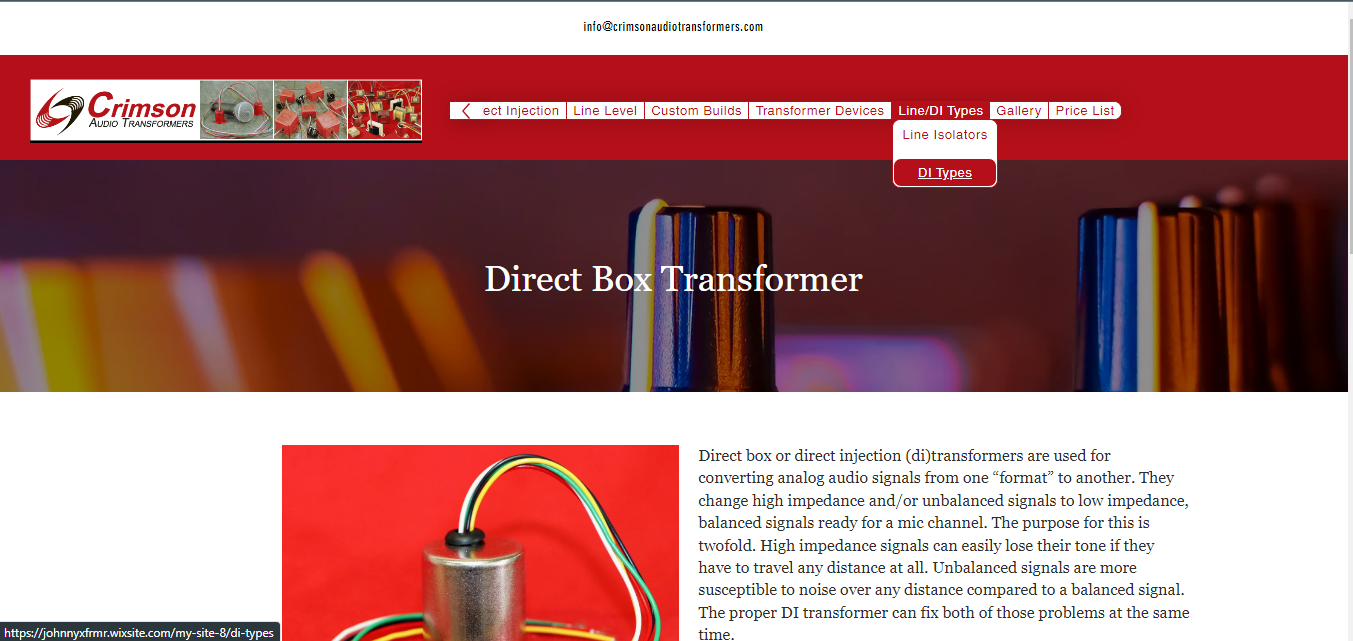 info@crimsonaudiotransformers.com
Crimson
AUDIO TRANSFORMERS
ect Injection
Line Level
Custom Builds
Transformer Devices
Line/DI Types
Gallery
Price List
Line Isolators
DI Types
Direct Box Transformer
Direct box or direct injection (di)transformers are used for
converting analog audio signals from one “format” to another. They
change high impedance and/or unbalanced signals to low impedance,
balanced signals ready for a mic channel. The purpose for this is
twofold. High impedance signals can easily lose their tone if they
have to travel any distance at all. Unbalanced signals are more
susceptible to noise over any distance compared to a balanced signal.
The proper DI transformer can fix both of those problems at the same
time.
https://johnnyxfrmr.wixsite.com/my-site-8/di-types